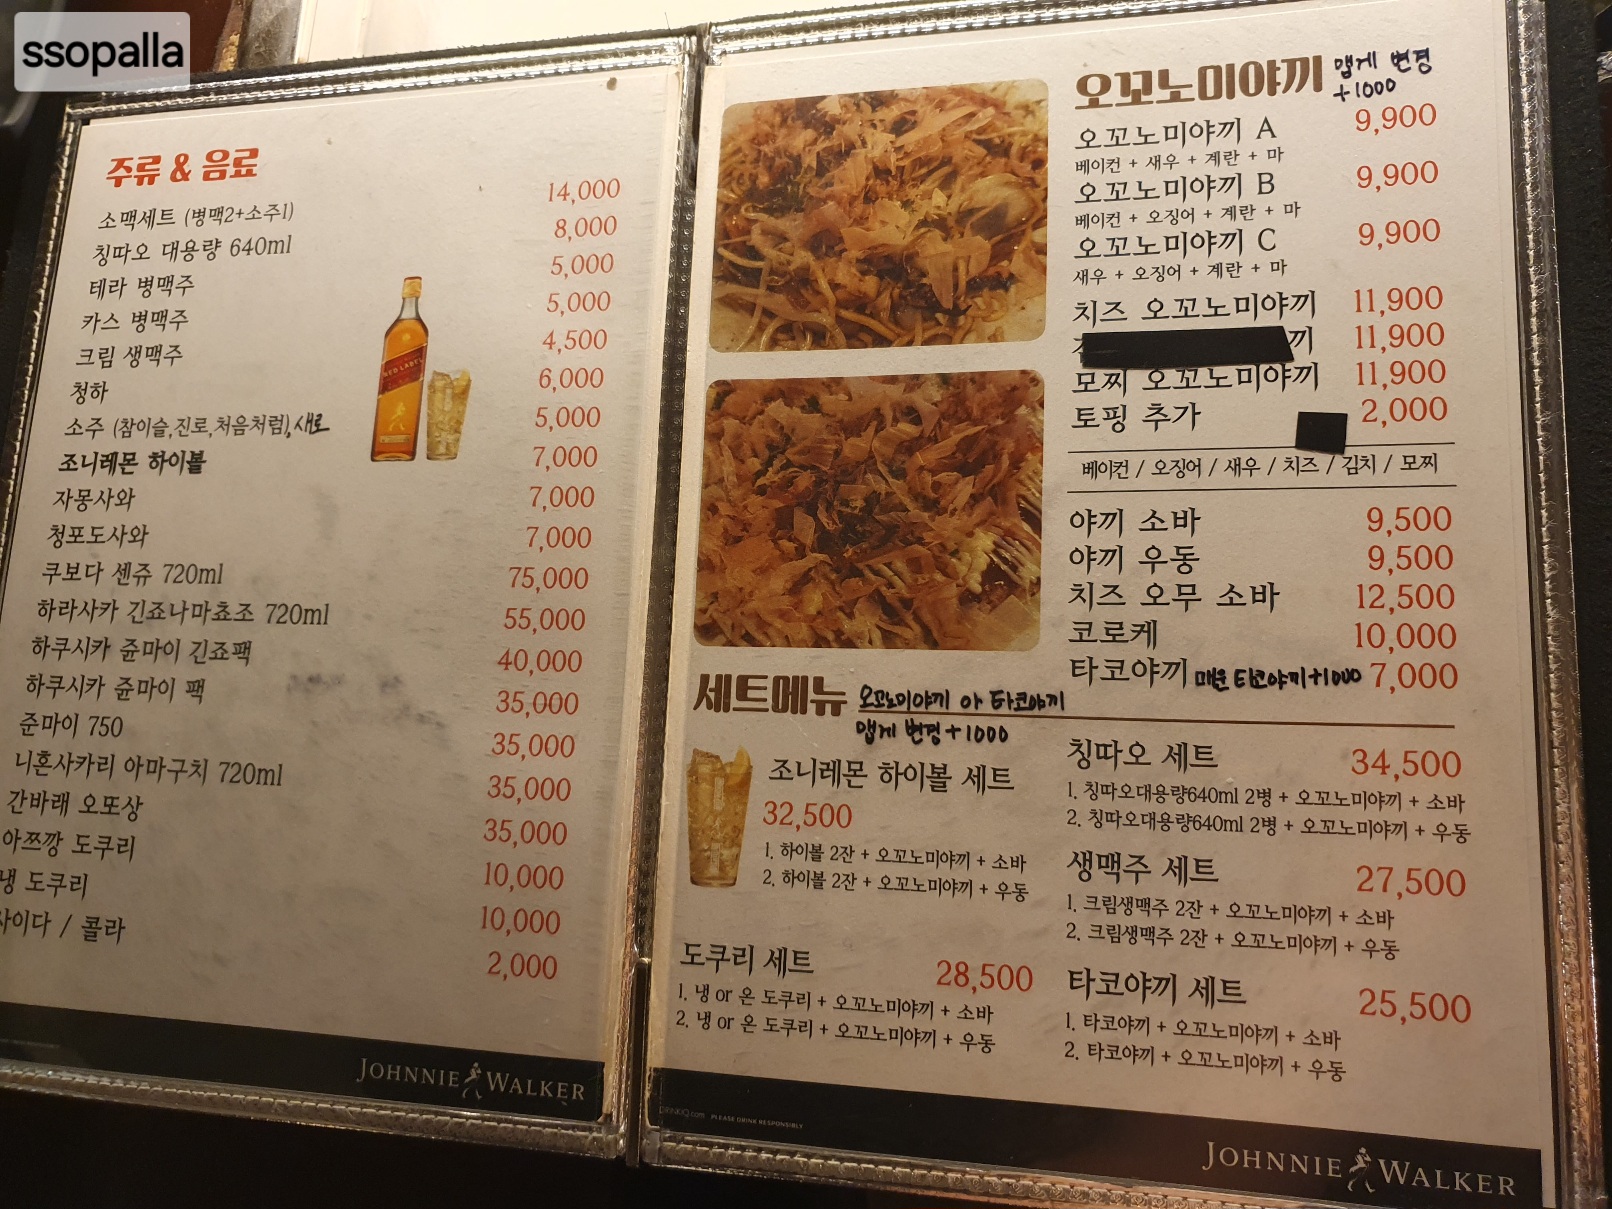 ssopalla
주류 & 음료
소맥세트 (병맥2+소주1) 14,000
칭따오 대용량 640ml 8,000
테라 병맥주 5,000
카스 병맥주 5,000
크림 생맥주 4,500
청하 6,000
소주 (참이슬,진로,처음처럼),새로 5,000
조니레몬 하이볼 7,000
자몽사와 7,000
청포도사와 7,000
쿠보다 센쥬 720ml 75,000
하라사카 긴죠나마쵸조 720ml 55,000
하쿠시카 쥰마이 긴죠팩 40,000
하쿠시카 쥰마이 팩 35,000
준마이 750 35,000
니혼사카리 아마구치 720ml 35,000
간바래 오또상 35,000
아쯔깡 도쿠리 10,000
냉 도쿠리 10,000
사이다 / 콜라 2,000
RED LABEL
JOHNNIE WALKER
오꼬노미야끼 맵게 변경
+1000
오꼬노미야끼 A 9,900
베이컨 + 새우 + 계란 + 마
오꼬노미야끼 B 9,900
베이컨 + 오징어 + 계란 + 마
오꼬노미야끼 C 9,900
새우 + 오징어 + 계란 + 마
치즈 오꼬노미야끼 11,900
끼 11,900
모찌 오꼬노미야끼 11,900
토핑 추가 2,000
베이컨 / 오징어 / 새우 / 치즈 / 김치 / 모찌
야끼 소바 9,500
야끼 우동 9,500
치즈 오무 소바 12,500
코로케 10,000
타코야끼 매운 타코야끼+1000 7,000
세트메뉴 오꼬노미야끼 아 타코야끼
맵게 변경+1000
조니레몬 하이볼 세트
32,500
1. 하이볼 2잔 + 오꼬노미야끼 + 소바
2. 하이볼 2잔 + 오꼬노미야끼 + 우동
도쿠리 세트 28,500
1. 냉 or 온 도쿠리 + 오꼬노미야끼 + 소바
2. 냉 or 온 도쿠리 + 오꼬노미야끼 + 우동
칭따오 세트 34,500
1. 칭따오대용량640ml 2병 + 오꼬노미야끼 + 소바
2. 칭따오대용량640ml 2병 + 오꼬노미야끼 + 우동
생맥주 세트 27,500
1. 크림생맥주 2잔 + 오꼬노미야끼 + 소바
2. 크림생맥주 2잔 + 오꼬노미야끼 + 우동
타코야끼 세트 25,500
1. 타코야끼 + 오꼬노미야끼 + 소바
2. 타코야끼 + 오꼬노미야끼 + 우동
DRINKiQ.com PLEASE DRINK RESPONSIBLY
JOHNNIE WALKER